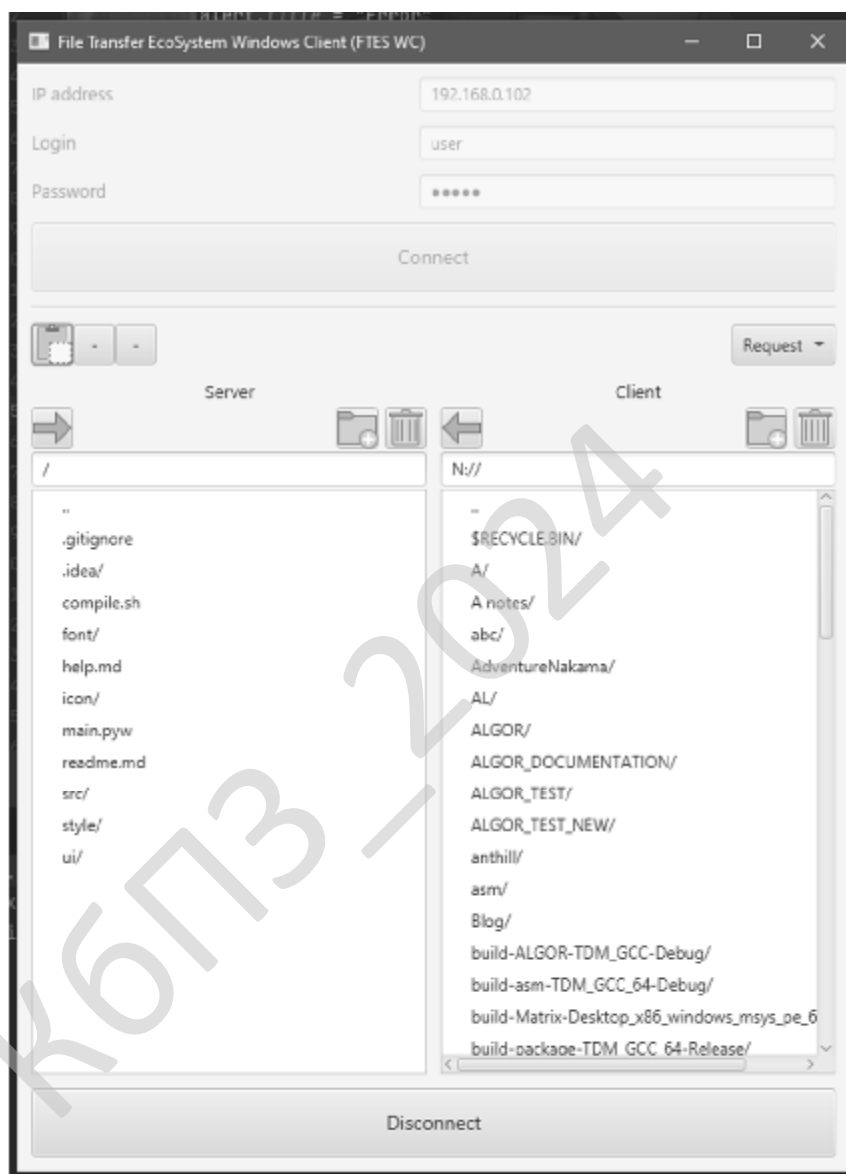 File Transfer EcoSystem Windows Client (FTES WC)
IP address 192.168.0.102
Login user
Password •••••
Connect
- - Request
Server Client
/ N://
.. ..
.gitignore $RECYCLE.BIN/
.idea/ A/
compile.sh A notes/
font/ abc/
help.md AdventureNakama/
icon/ AL/
main.pyw ALGOR/
readme.md ALGOR_DOCUMENTATION/
src/ ALGOR_TEST/
style/ ALGOR_TEST_NEW/
ui/ anthill/
asm/
Blog/
build-ALGOR-TDM_GCC-Debug/
build-asm-TDM_GCC_64-Debug/
build-Matrix-Desktop_x86_windows_msys_pe_6
build-package-TDM_GCC_64-Release/
Disconnect
КбПЗ_2024